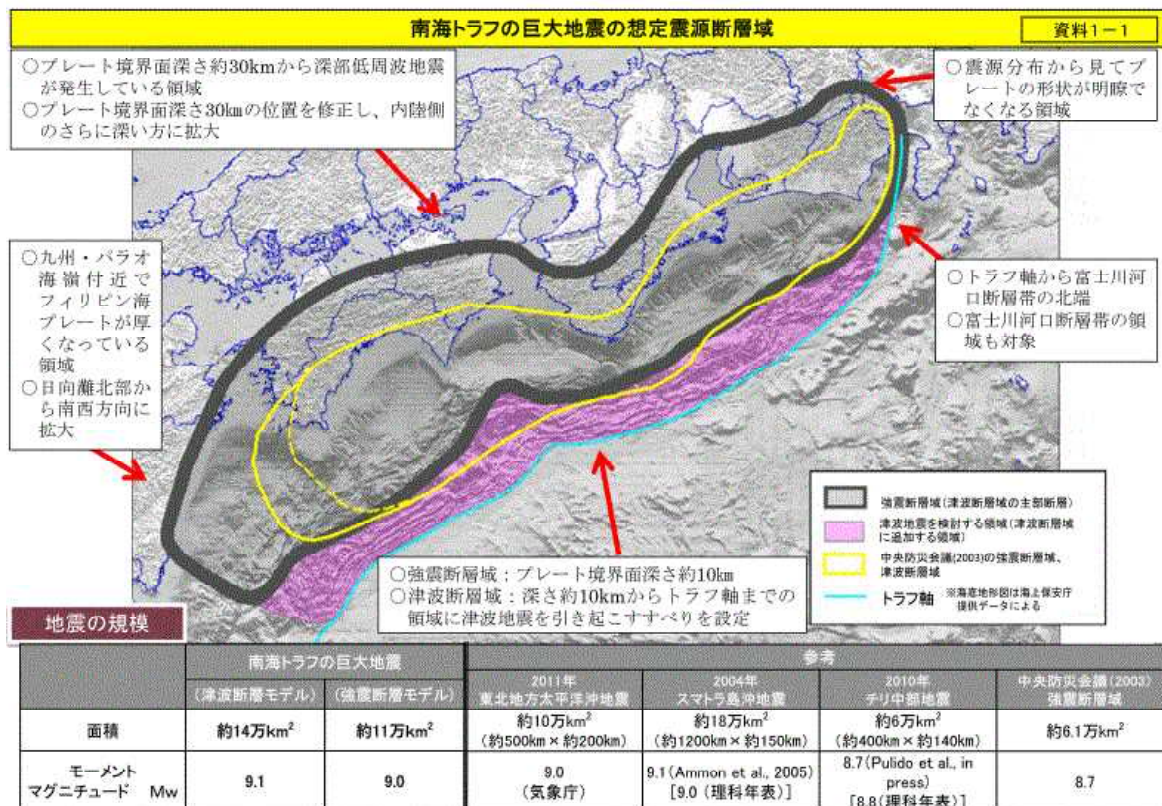 南海トラフの巨大地震の想定震源断層域
資料1－1
○プレート境界面深さ約30kmから深部低周波地震
が発生している領域
○プレート境界面深さ30kmの位置を修正し、内陸側
のさらに深い方に拡大
○震源分布から見てプ
レートの形状が明瞭で
なくなる領域
○九州・パラオ
海嶺付近で
フィリピン海
プレートが厚
くなっている
領域
○日向灘北部か
ら南西方向に
拡大
○トラフ軸から富士川河
口断層帯の北端
○富士川河口断層帯の領
域も対象
強震断層域(津波断層域の主部断層)
津波地震を検討する領域(津波断層域
に追加する領域)
中央防災会議(2003)の強震断層域、
津波断層域
トラフ軸 ※海底地形図は海上保安庁
提供データによる
○強震断層域：プレート境界面深さ約10km
○津波断層域：深さ約10kmからトラフ軸までの
領域に津波地震を引き起こすすべりを設定
地震の規模
南海トラフの巨大地震 参考
(津波断層モデル) (強震断層モデル) 2011年 東北地方太平洋沖地震 2004年 スマトラ島沖地震 2010年 チリ中部地震 中央防災会議(2003) 強震断層域
面積 約14万km² 約11万km² 約10万km² (約500km×約200km) 約18万km² (約1200km×約150km) 約6万km² (約400km×約140km) 約6.1万km²
モーメント マグニチュード Mw 9.1 9.0 9.0 (気象庁) 9.1(Ammon et al., 2005) [9.0 (理科年表)] 8.7(Pulido et al., in press) [8.8(理科年表)] 8.7